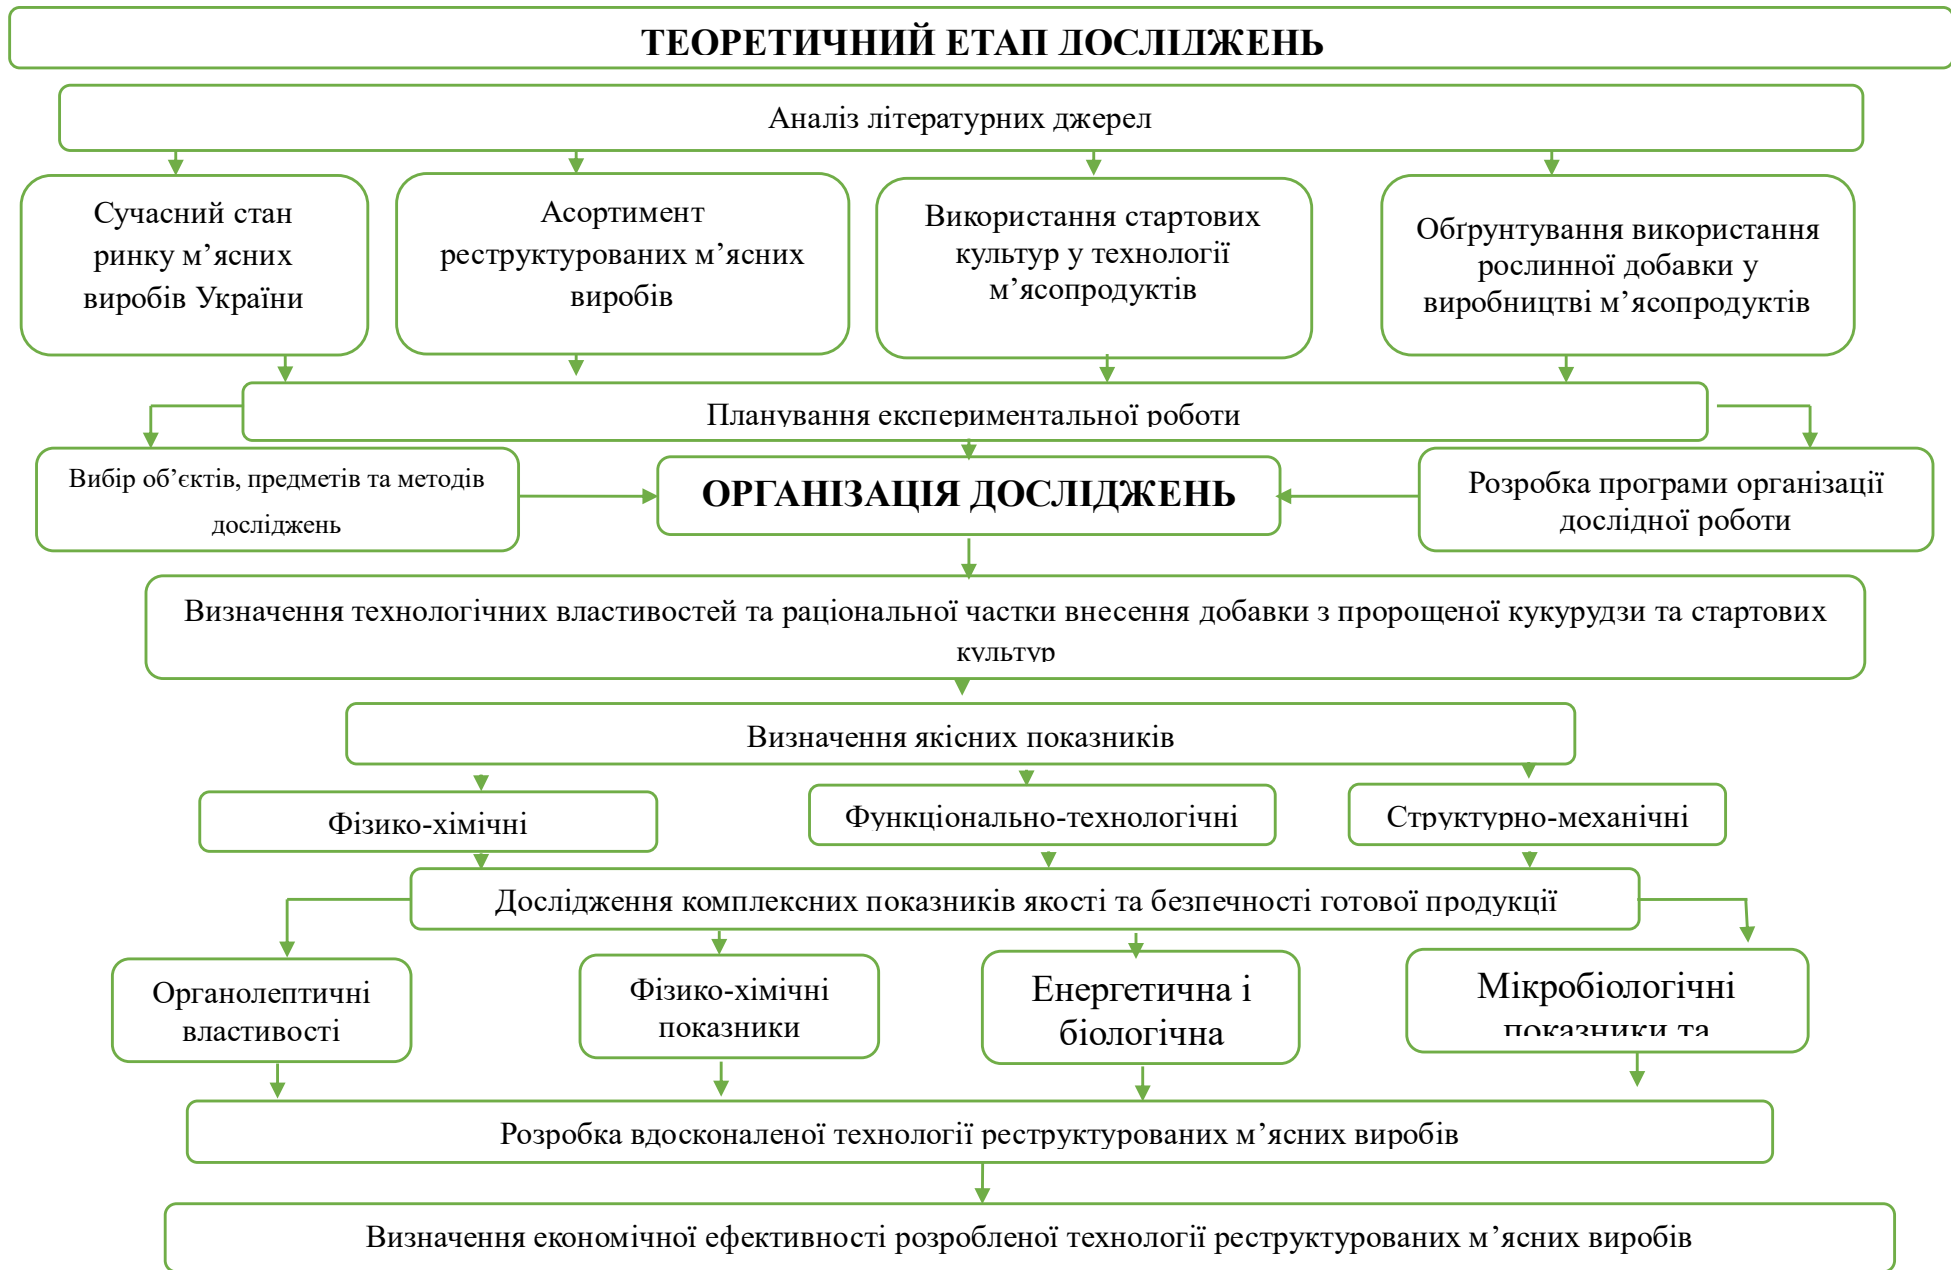 ТЕОРЕТИЧНИЙ ЕТАП ДОСЛІДЖЕНЬ
Аналіз літературних джерел
Сучасний стан
ринку м’ясних
виробів України
Асортимент
реструктурованих м’ясних
виробів
Використання стартових
культур у технології
м’ясопродуктів
Обґрунтування використання
рослинної добавки у
виробництві м’ясопродуктів
Планування експериментальної роботи
Вибір об’єктів, предметів та методів
досліджень
ОРГАНІЗАЦІЯ ДОСЛІДЖЕНЬ
Розробка програми організації
дослідної роботи
Визначення технологічних властивостей та раціональної частки внесення добавки з пророщеної кукурудзи та стартових
культур
Визначення якісних показників
Фізико-хімічні
Функціонально-технологічні
Структурно-механічні
Дослідження комплексних показників якості та безпечності готової продукції
Органолептичні
властивості
Фізико-хімічні
показники
Енергетична і
біологічна
Мікробіологічні
показники та
Розробка вдосконаленої технології реструктурованих м’ясних виробів
Визначення економічної ефективності розробленої технології реструктурованих м’ясних виробів